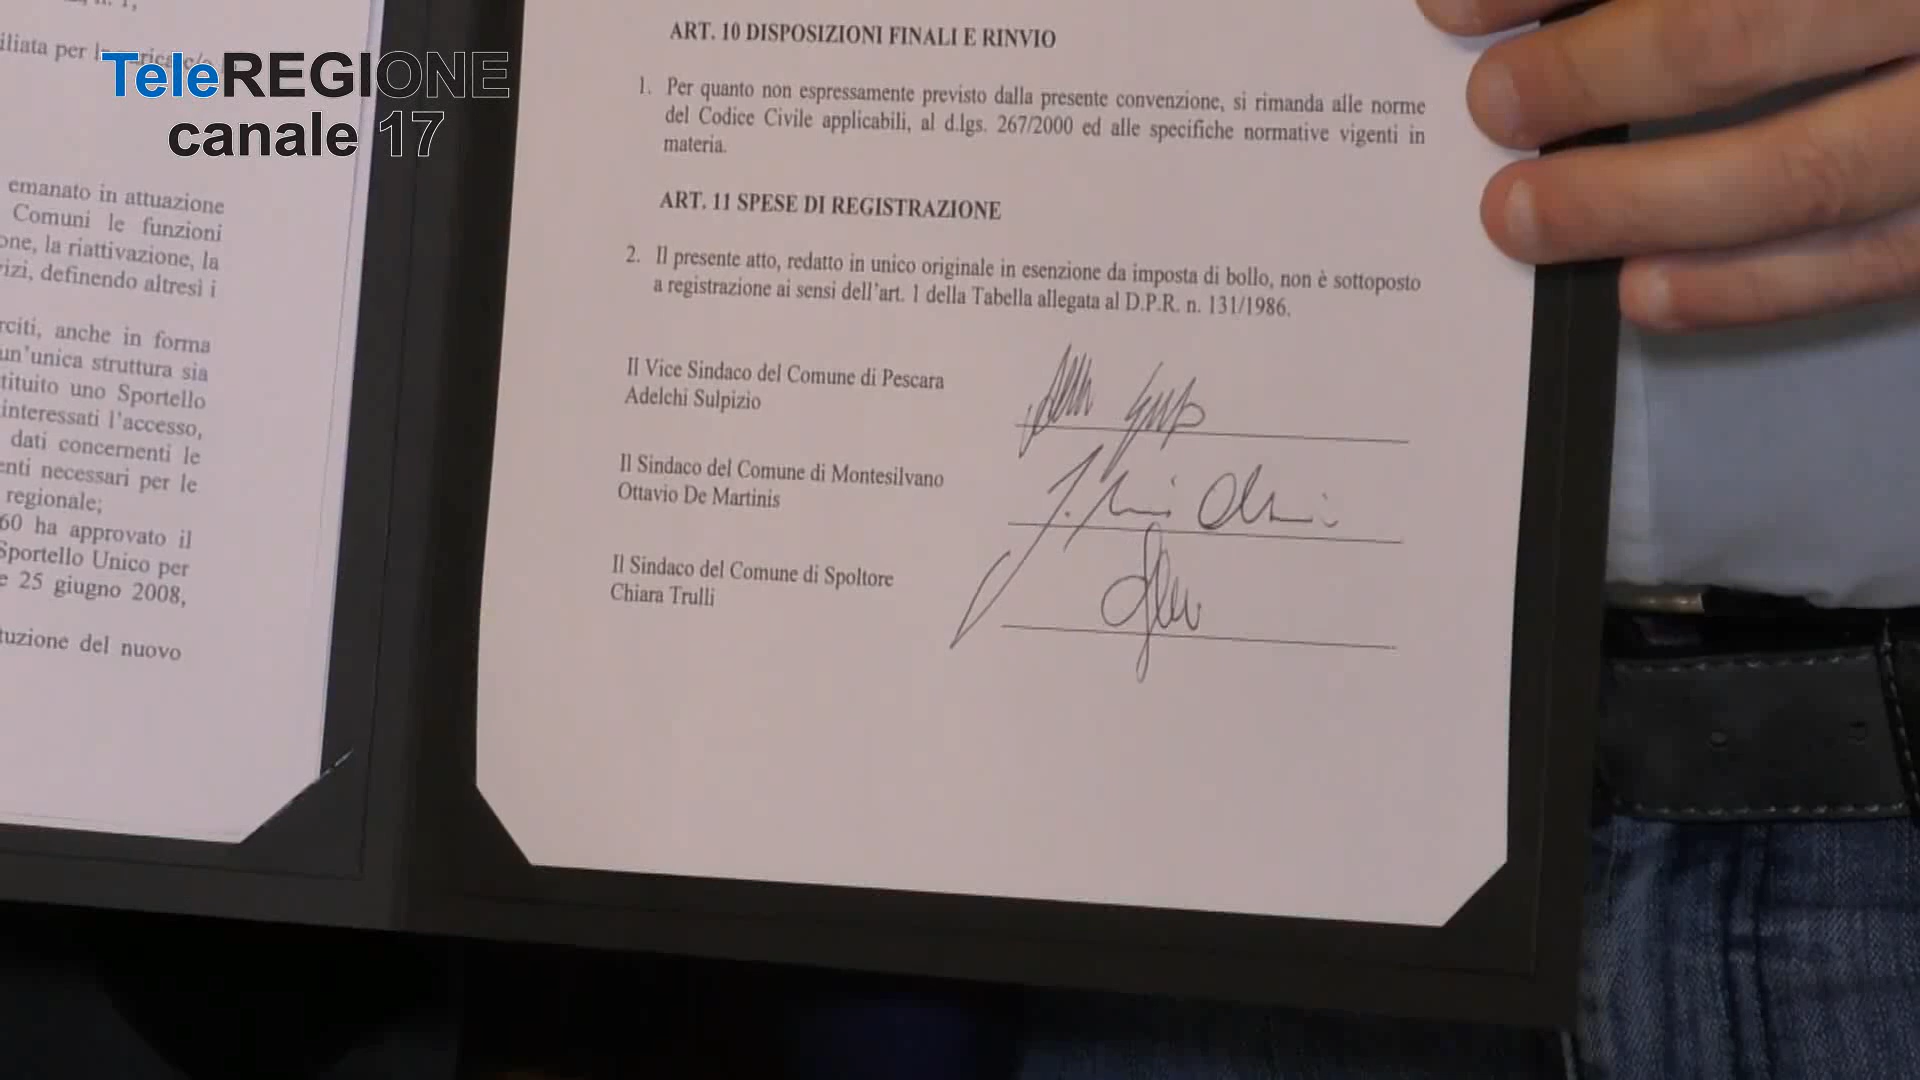 TeleREGIONE
canale 17
iliata per
emanato in attuazione
Comuni le funzioni
one, la riattivazione, la
izi, definendo altresì i
rciti, anche in forma
un'unica struttura sia
tituito uno Sportello
interessati l'accesso,
dati concernenti le
enti necessari per le
regionale;
60 ha approvato il
Sportello Unico per
e 25 giugno 2008,
tuzione del nuovo
ART. 10 DISPOSIZIONI FINALI E RINVIO
1. Per quanto non espressamente previsto dalla presente convenzione, si rimanda alle norme
del Codice Civile applicabili, al d.lgs. 267/2000 ed alle specifiche normative vigenti in
materia.
ART. 11 SPESE DI REGISTRAZIONE
2. Il presente atto, redatto in unico originale in esenzione da imposta di bollo, non è sottoposto
a registrazione ai sensi dell'art. 1 della Tabella allegata al D.P.R. n. 131/1986.
Il Vice Sindaco del Comune di Pescara
Adelchi Sulpizio
Il Sindaco del Comune di Montesilvano
Ottavio De Martinis
Il Sindaco del Comune di Spoltore
Chiara Trulli